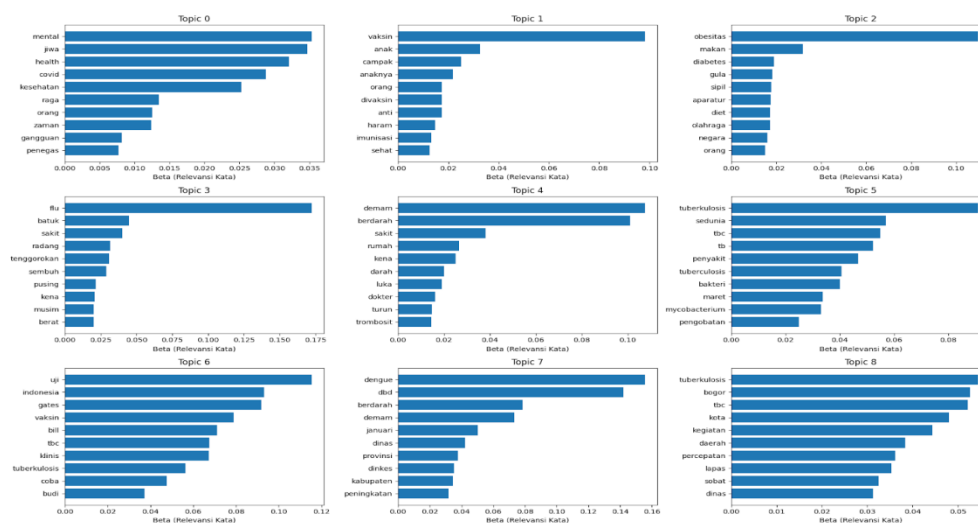 Topic 0
mental
jiwa
health
covid
kesehatan
raga
orang
zaman
gangguan
penegas
0.000 0.005 0.010 0.015 0.020 0.025 0.030 0.035
Beta (Relevansi Kata)
Topic 1
vaksin
anak
campak
anaknya
orang
divaksin
anti
haram
imunisasi
sehat
0.00 0.02 0.04 0.06 0.08 0.10
Beta (Relevansi Kata)
Topic 2
obesitas
makan
diabetes
gula
sipil
aparatur
diet
olahraga
negara
orang
0.00 0.02 0.04 0.06 0.08 0.10
Beta (Relevansi Kata)
Topic 3
flu
batuk
sakit
radang
tenggorokan
sembuh
pusing
kena
musim
berat
0.000 0.025 0.050 0.075 0.100 0.125 0.150 0.175
Beta (Relevansi Kata)
Topic 4
demam
berdarah
sakit
rumah
kena
darah
luka
dokter
turun
trombosit
0.00 0.02 0.04 0.06 0.08 0.10
Beta (Relevansi Kata)
Topic 5
tuberkulosis
sedunia
tbc
tb
penyakit
tuberculosis
bakteri
maret
mycobacterium
pengobatan
0.00 0.02 0.04 0.06 0.08
Beta (Relevansi Kata)
Topic 6
uji
indonesia
gates
vaksin
bill
tbc
klinis
tuberkulosis
coba
budi
0.00 0.02 0.04 0.06 0.08 0.10 0.12
Beta (Relevansi Kata)
Topic 7
dengue
dbd
berdarah
demam
januari
dinas
provinsi
dinkes
kabupaten
peningkatan
0.00 0.02 0.04 0.06 0.08 0.10 0.12 0.14 0.16
Beta (Relevansi Kata)
Topic 8
tuberkulosis
bogor
tbc
kota
kegiatan
daerah
percepatan
lapas
sobat
dinas
0.00 0.01 0.02 0.03 0.04 0.05
Beta (Relevansi Kata)